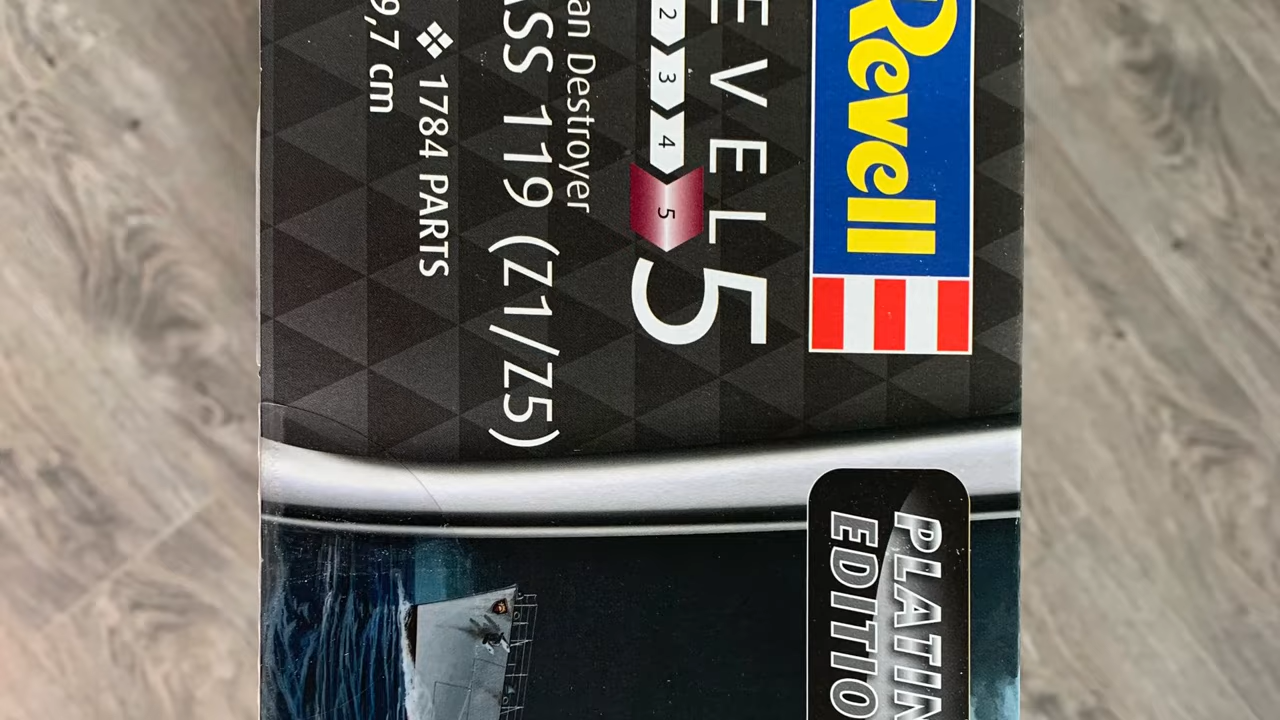 Revell
EVEL 5
2 3 4 5
an Destroyer
ASS 119 (Z1/Z5)
❖ 1784 PARTS
9,7 cm
PLATIN
EDITIO